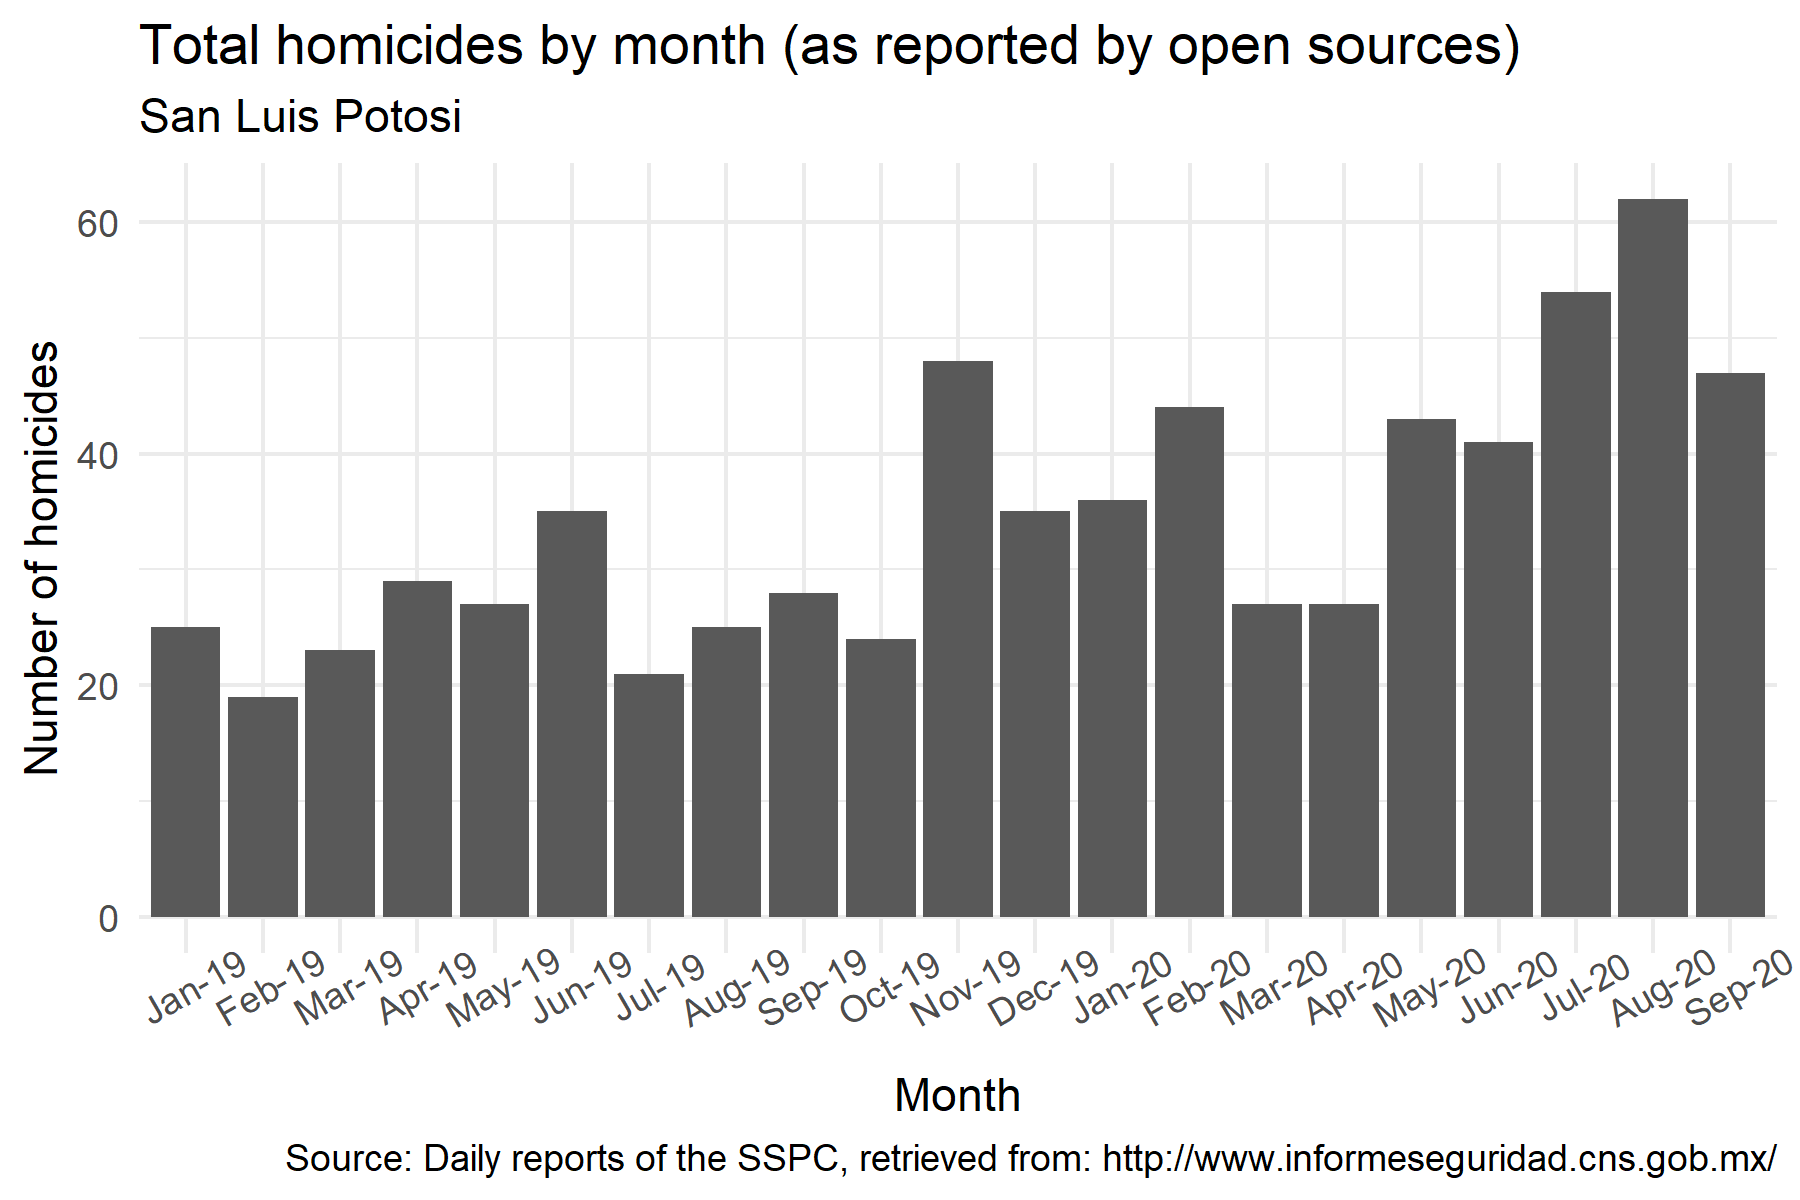 Total homicides by month (as reported by open sources)
San Luis Potosi
Number of homicides
60
40
20
0
Jan-19
Feb-19
Mar-19
Apr-19
May-19
Jun-19
Jul-19
Aug-19
Sep-19
Oct-19
Nov-19
Dec-19
Jan-20
Feb-20
Mar-20
Apr-20
May-20
Jun-20
Jul-20
Aug-20
Sep-20
Month
Source: Daily reports of the SSPC, retrieved from: http://www.informeseguridad.cns.gob.mx/